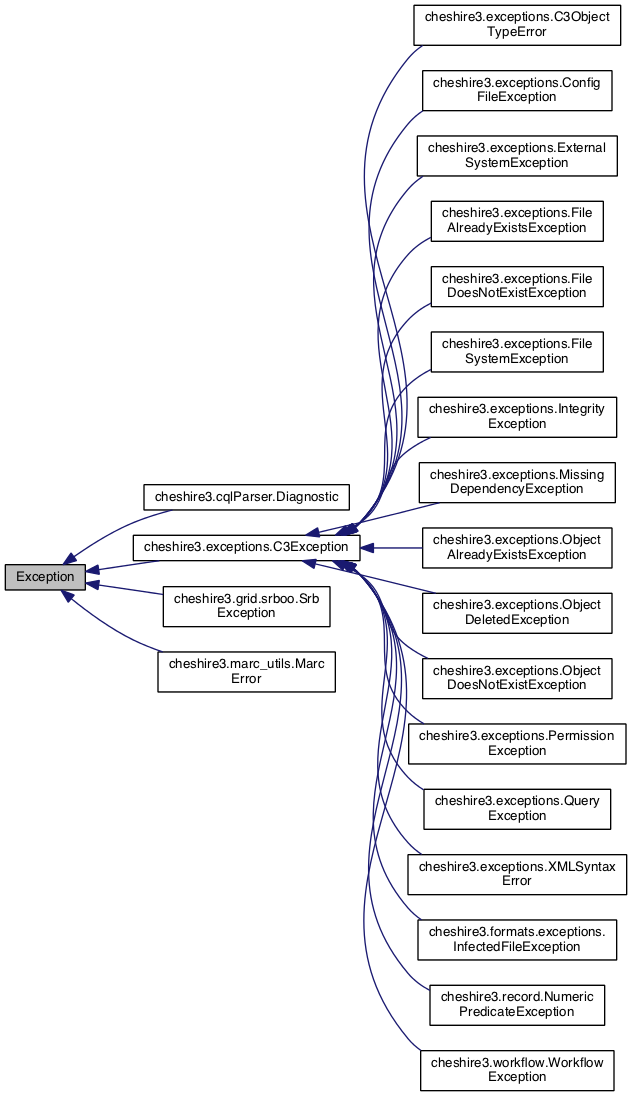 cheshire3.exceptions.C3Object
TypeError
cheshire3.exceptions.Config
FileException
cheshire3.exceptions.External
SystemException
cheshire3.exceptions.File
AlreadyExistsException
cheshire3.exceptions.File
DoesNotExistException
cheshire3.exceptions.File
SystemException
cheshire3.exceptions.Integrity
Exception
cheshire3.exceptions.Missing
DependencyException
cheshire3.cqlParser.Diagnostic
cheshire3.exceptions.C3Exception
cheshire3.exceptions.Object
AlreadyExistsException
Exception
cheshire3.grid.srboo.Srb
Exception
cheshire3.exceptions.Object
DeletedException
cheshire3.marc_utils.Marc
Error
cheshire3.exceptions.Object
DoesNotExistException
cheshire3.exceptions.Permission
Exception
cheshire3.exceptions.Query
Exception
cheshire3.exceptions.XMLSyntax
Error
cheshire3.formats.exceptions.
InfectedFileException
cheshire3.record.Numeric
PredicateException
cheshire3.workflow.Workflow
Exception